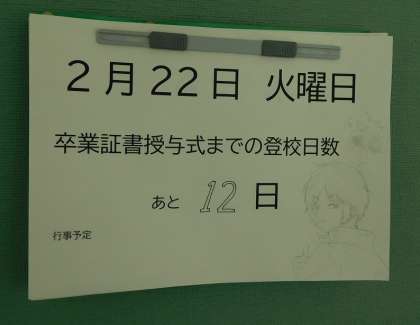 2月22日 火曜日
卒業証書授与式までの登校日数
あと 12 日
行事予定